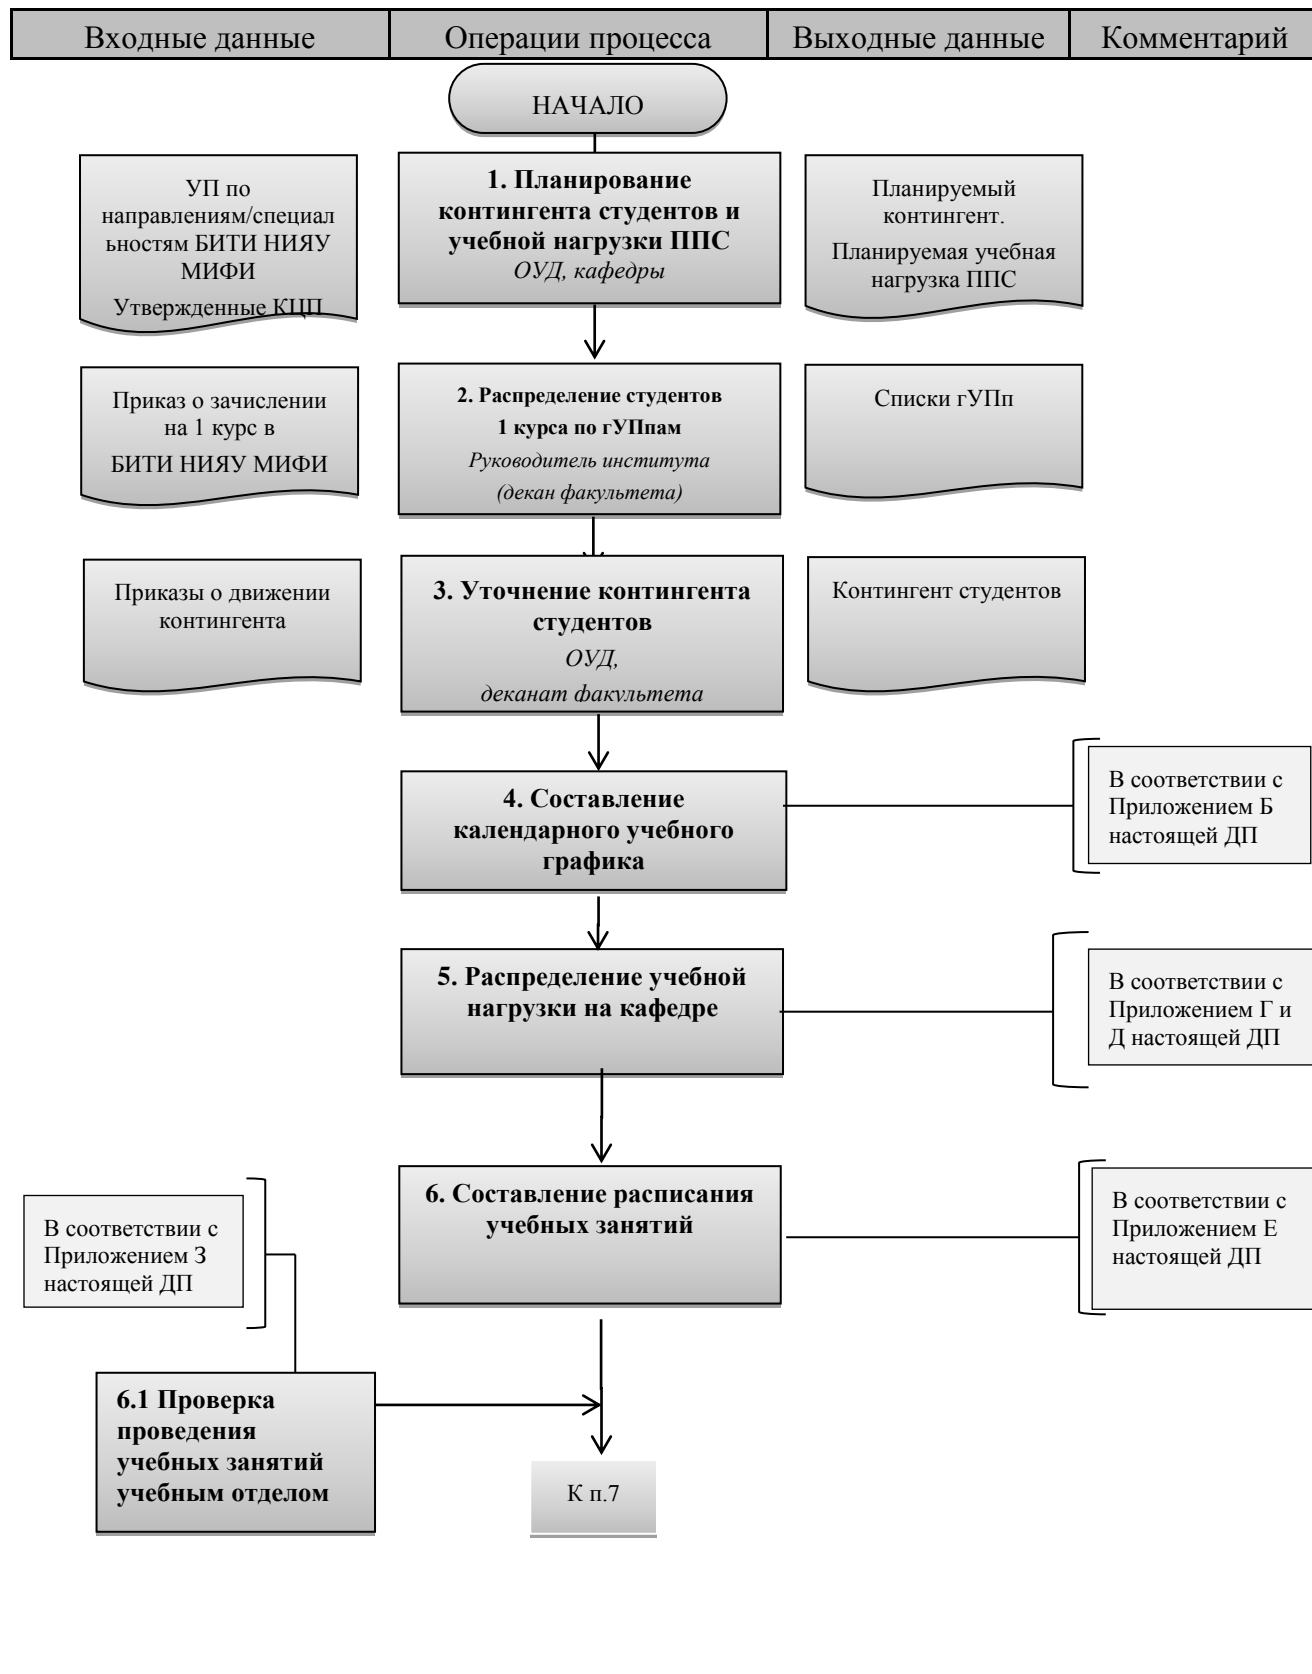 Входные данные
Операции процесса
Выходные данные
Комментарий
НАЧАЛО
УП по
направлениям/специал
ьностям БИТИ НИЯУ
МИФИ
Утвержденные КЦП
1. Планирование
контингента студентов и
учебной нагрузки ППС
ОУД, кафедры
Планируемый
контингент.
Планируемая учебная
нагрузка ППС
Приказ о зачислении
на 1 курс в
БИТИ НИЯУ МИФИ
2. Распределение студентов
1 курса по гУПпам
Руководитель института
(декан факультета)
Списки гУПп
Приказы о движении
контингента
3. Уточнение контингента
студентов
ОУД,
деканат факультета
Контингент студентов
4. Составление
календарного учебного
графика
В соответствии с
Приложением Б
настоящей ДП
5. Распределение учебной
нагрузки на кафедре
В соответствии с
Приложением Г и
Д настоящей ДП
6. Составление расписания
учебных занятий
В соответствии с
Приложением Е
настоящей ДП
В соответствии с
Приложением З
настоящей ДП
6.1 Проверка
проведения
учебных занятий
учебным отделом
К п.7